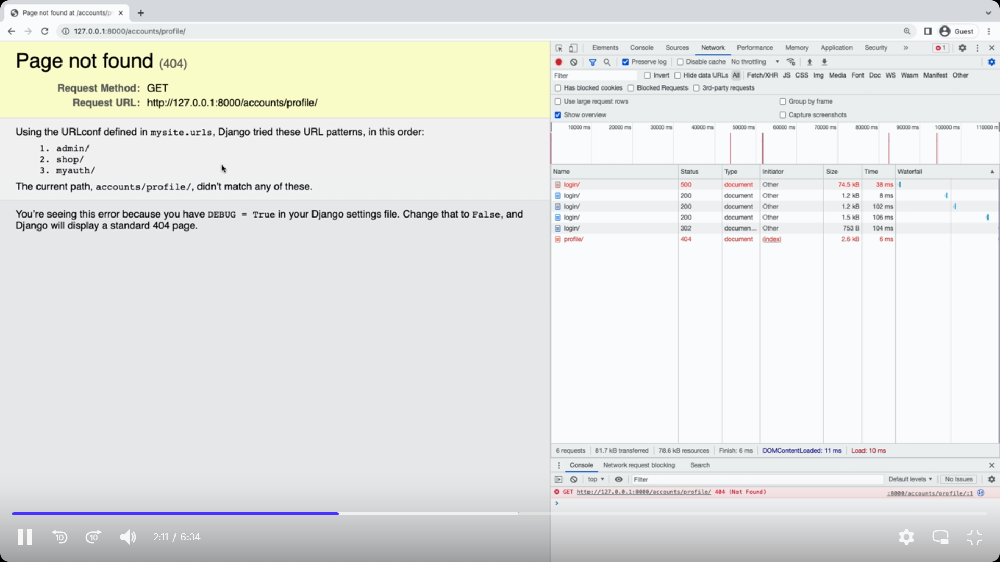 Page not found at /accounts/pr
127.0.0.1:8000/accounts/profile/
Guest
Page not found (404)
Request Method: GET
Request URL: http://127.0.0.1:8000/accounts/profile/
Using the URLconf defined in mysite.urls, Django tried these URL patterns, in this order:
1. admin/
2. shop/
3. myauth/
The current path, accounts/profile/, didn't match any of these.
You're seeing this error because you have DEBUG = True in your Django settings file. Change that to False, and
Django will display a standard 404 page.
Elements Console Sources Network Performance Memory Application Security » 1
Preserve log Disable cache No throttling
Filter Invert Hide data URLs All Fetch/XHR JS CSS Img Media Font Doc WS Wasm Manifest Other
Has blocked cookies Blocked Requests 3rd-party requests
Use large request rows Group by frame
Show overview Capture screenshots
10000 ms 20000 ms 30000 ms 40000 ms 50000 ms 60000 ms 70000 ms 80000 ms 90000 ms 100000 ms 110000 m
Name Status Type Initiator Size Time Waterfall
login/ 500 document Other 74.5 kB 38 ms
login/ 200 document Other 1.2 kB 8 ms
login/ 200 document Other 1.2 kB 102 ms
login/ 200 document Other 1.5 kB 106 ms
login/ 302 documen... Other 753 B 104 ms
profile/ 404 document (index) 2.6 kB 6 ms
6 requests 81.7 kB transferred 78.6 kB resources Finish: 6 ms DOMContentLoaded: 11 ms Load: 10 ms
Console Network request blocking Search
top Filter Default levels No Issues
GET http://127.0.0.1:8000/accounts/profile/ 404 (Not Found) :8000/accounts/profile/:1
10 10 2:11 / 6:34